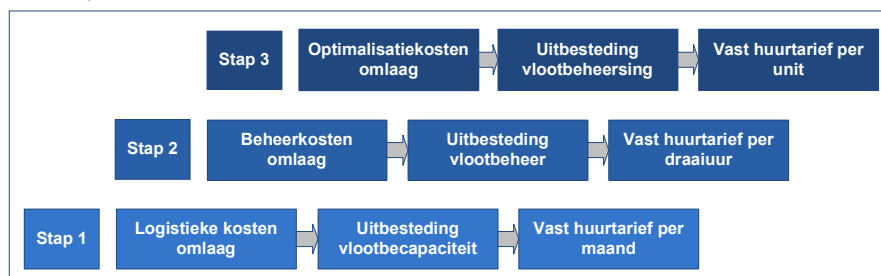 Stap 3
Optimalisatiekosten
omlaag
Uitbesteding
vlootbeheersing
Vast huurtarief per
unit
Stap 2
Beheerkosten
omlaag
Uitbesteding
vlootbeheer
Vast huurtarief per
draaiuur
Stap 1
Logistieke kosten
omlaag
Uitbesteding
vlootbecapaciteit
Vast huurtarief per
maand